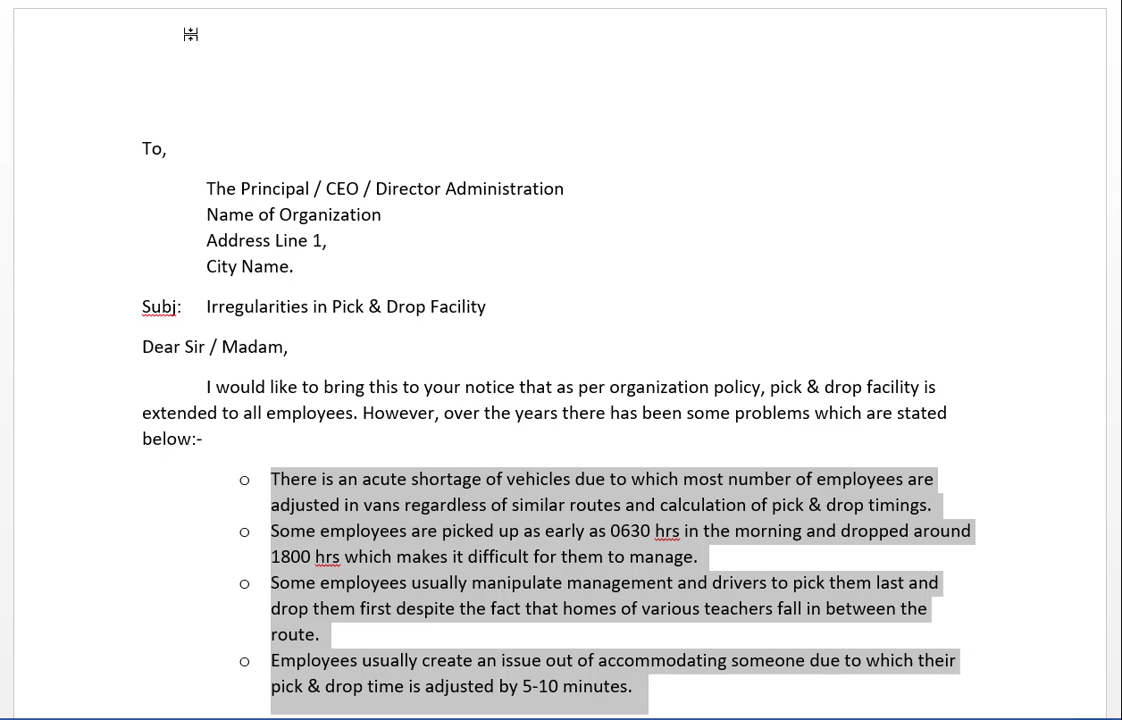 To,
The Principal / CEO / Director Administration
Name of Organization
Address Line 1,
City Name.
Subj: Irregularities in Pick & Drop Facility
Dear Sir / Madam,
I would like to bring this to your notice that as per organization policy, pick & drop facility is
extended to all employees. However, over the years there has been some problems which are stated
below:-
o There is an acute shortage of vehicles due to which most number of employees are
adjusted in vans regardless of similar routes and calculation of pick & drop timings.
o Some employees are picked up as early as 0630 hrs in the morning and dropped around
1800 hrs which makes it difficult for them to manage.
o Some employees usually manipulate management and drivers to pick them last and
drop them first despite the fact that homes of various teachers fall in between the
route.
o Employees usually create an issue out of accommodating someone due to which their
pick & drop time is adjusted by 5-10 minutes.